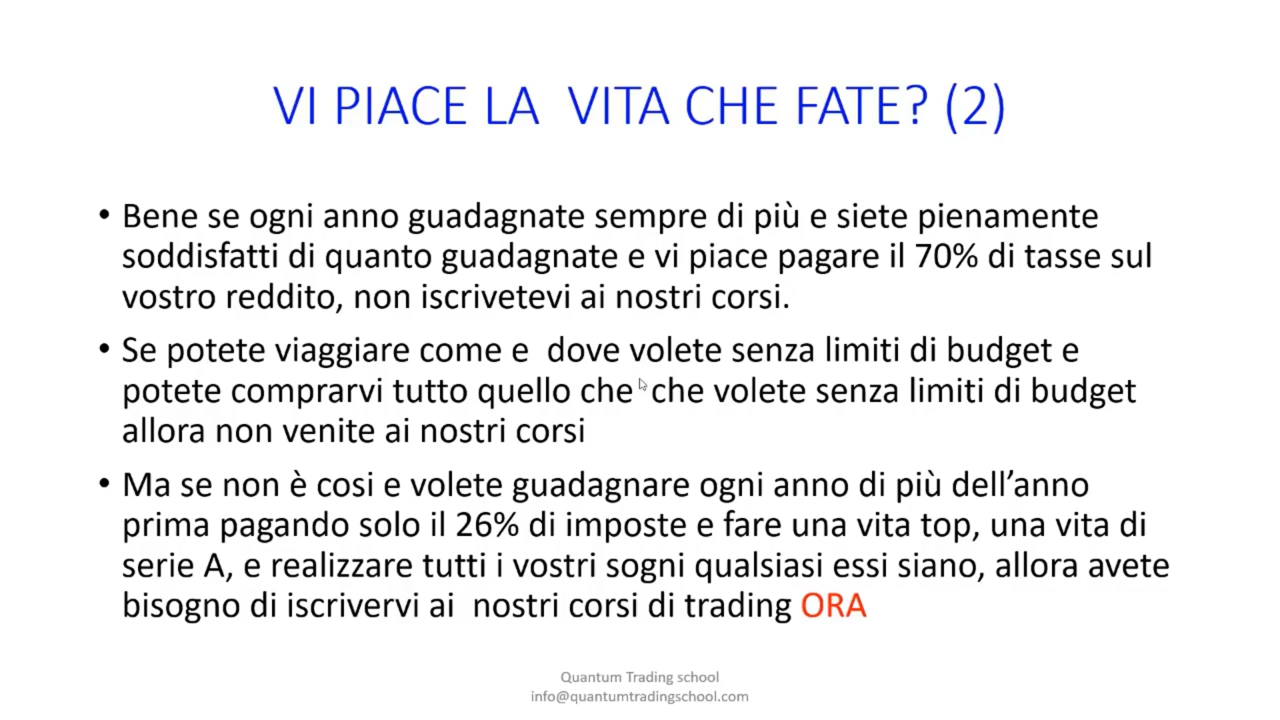 VI PIACE LA  VITA CHE FATE? (2)
• Bene se ogni anno guadagnate sempre di più e siete pienamente
soddisfatti di quanto guadagnate e vi piace pagare il 70% di tasse sul
vostro reddito, non iscrivetevi ai nostri corsi.
• Se potete viaggiare come e  dove volete senza limiti di budget e
potete comprarvi tutto quello che che volete senza limiti di budget
allora non venite ai nostri corsi
• Ma se non è cosi e volete guadagnare ogni anno di più dell’anno
prima pagando solo il 26% di imposte e fare una vita top, una vita di
serie A, e realizzare tutti i vostri sogni qualsiasi essi siano, allora avete
bisogno di iscrivervi ai  nostri corsi di trading ORA
Quantum Trading school
info@quantumtradingschool.com